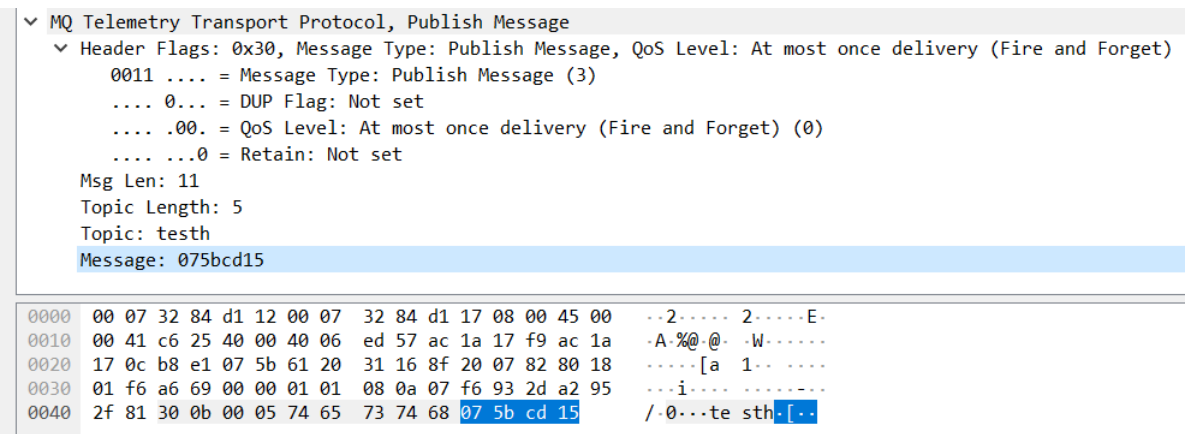 MQ Telemetry Transport Protocol, Publish Message
Header Flags: 0x30, Message Type: Publish Message, QoS Level: At most once delivery (Fire and Forget)
0011 .... = Message Type: Publish Message (3)
.... 0... = DUP Flag: Not set
.... .00. = QoS Level: At most once delivery (Fire and Forget) (0)
.... ...0 = Retain: Not set
Msg Len: 11
Topic Length: 5
Topic: testh
Message: 075bcd15
0000 00 07 32 84 d1 12 00 07 32 84 d1 17 08 00 45 00 ··2····· 2·····E·
0010 00 41 c6 25 40 00 40 06 ed 57 ac 1a 17 f9 ac 1a ·A·%@·@· ·W······
0020 17 0c b8 e1 07 5b 61 20 31 16 8f 20 07 82 80 18 ·····[a  1·· ····
0030 01 f6 a6 69 00 00 01 01 08 0a 07 f6 93 2d a2 95 ···i···· ·····-··
0040 2f 81 30 0b 00 05 74 65 73 74 68 07 5b cd 15 /·0···te sth·[··